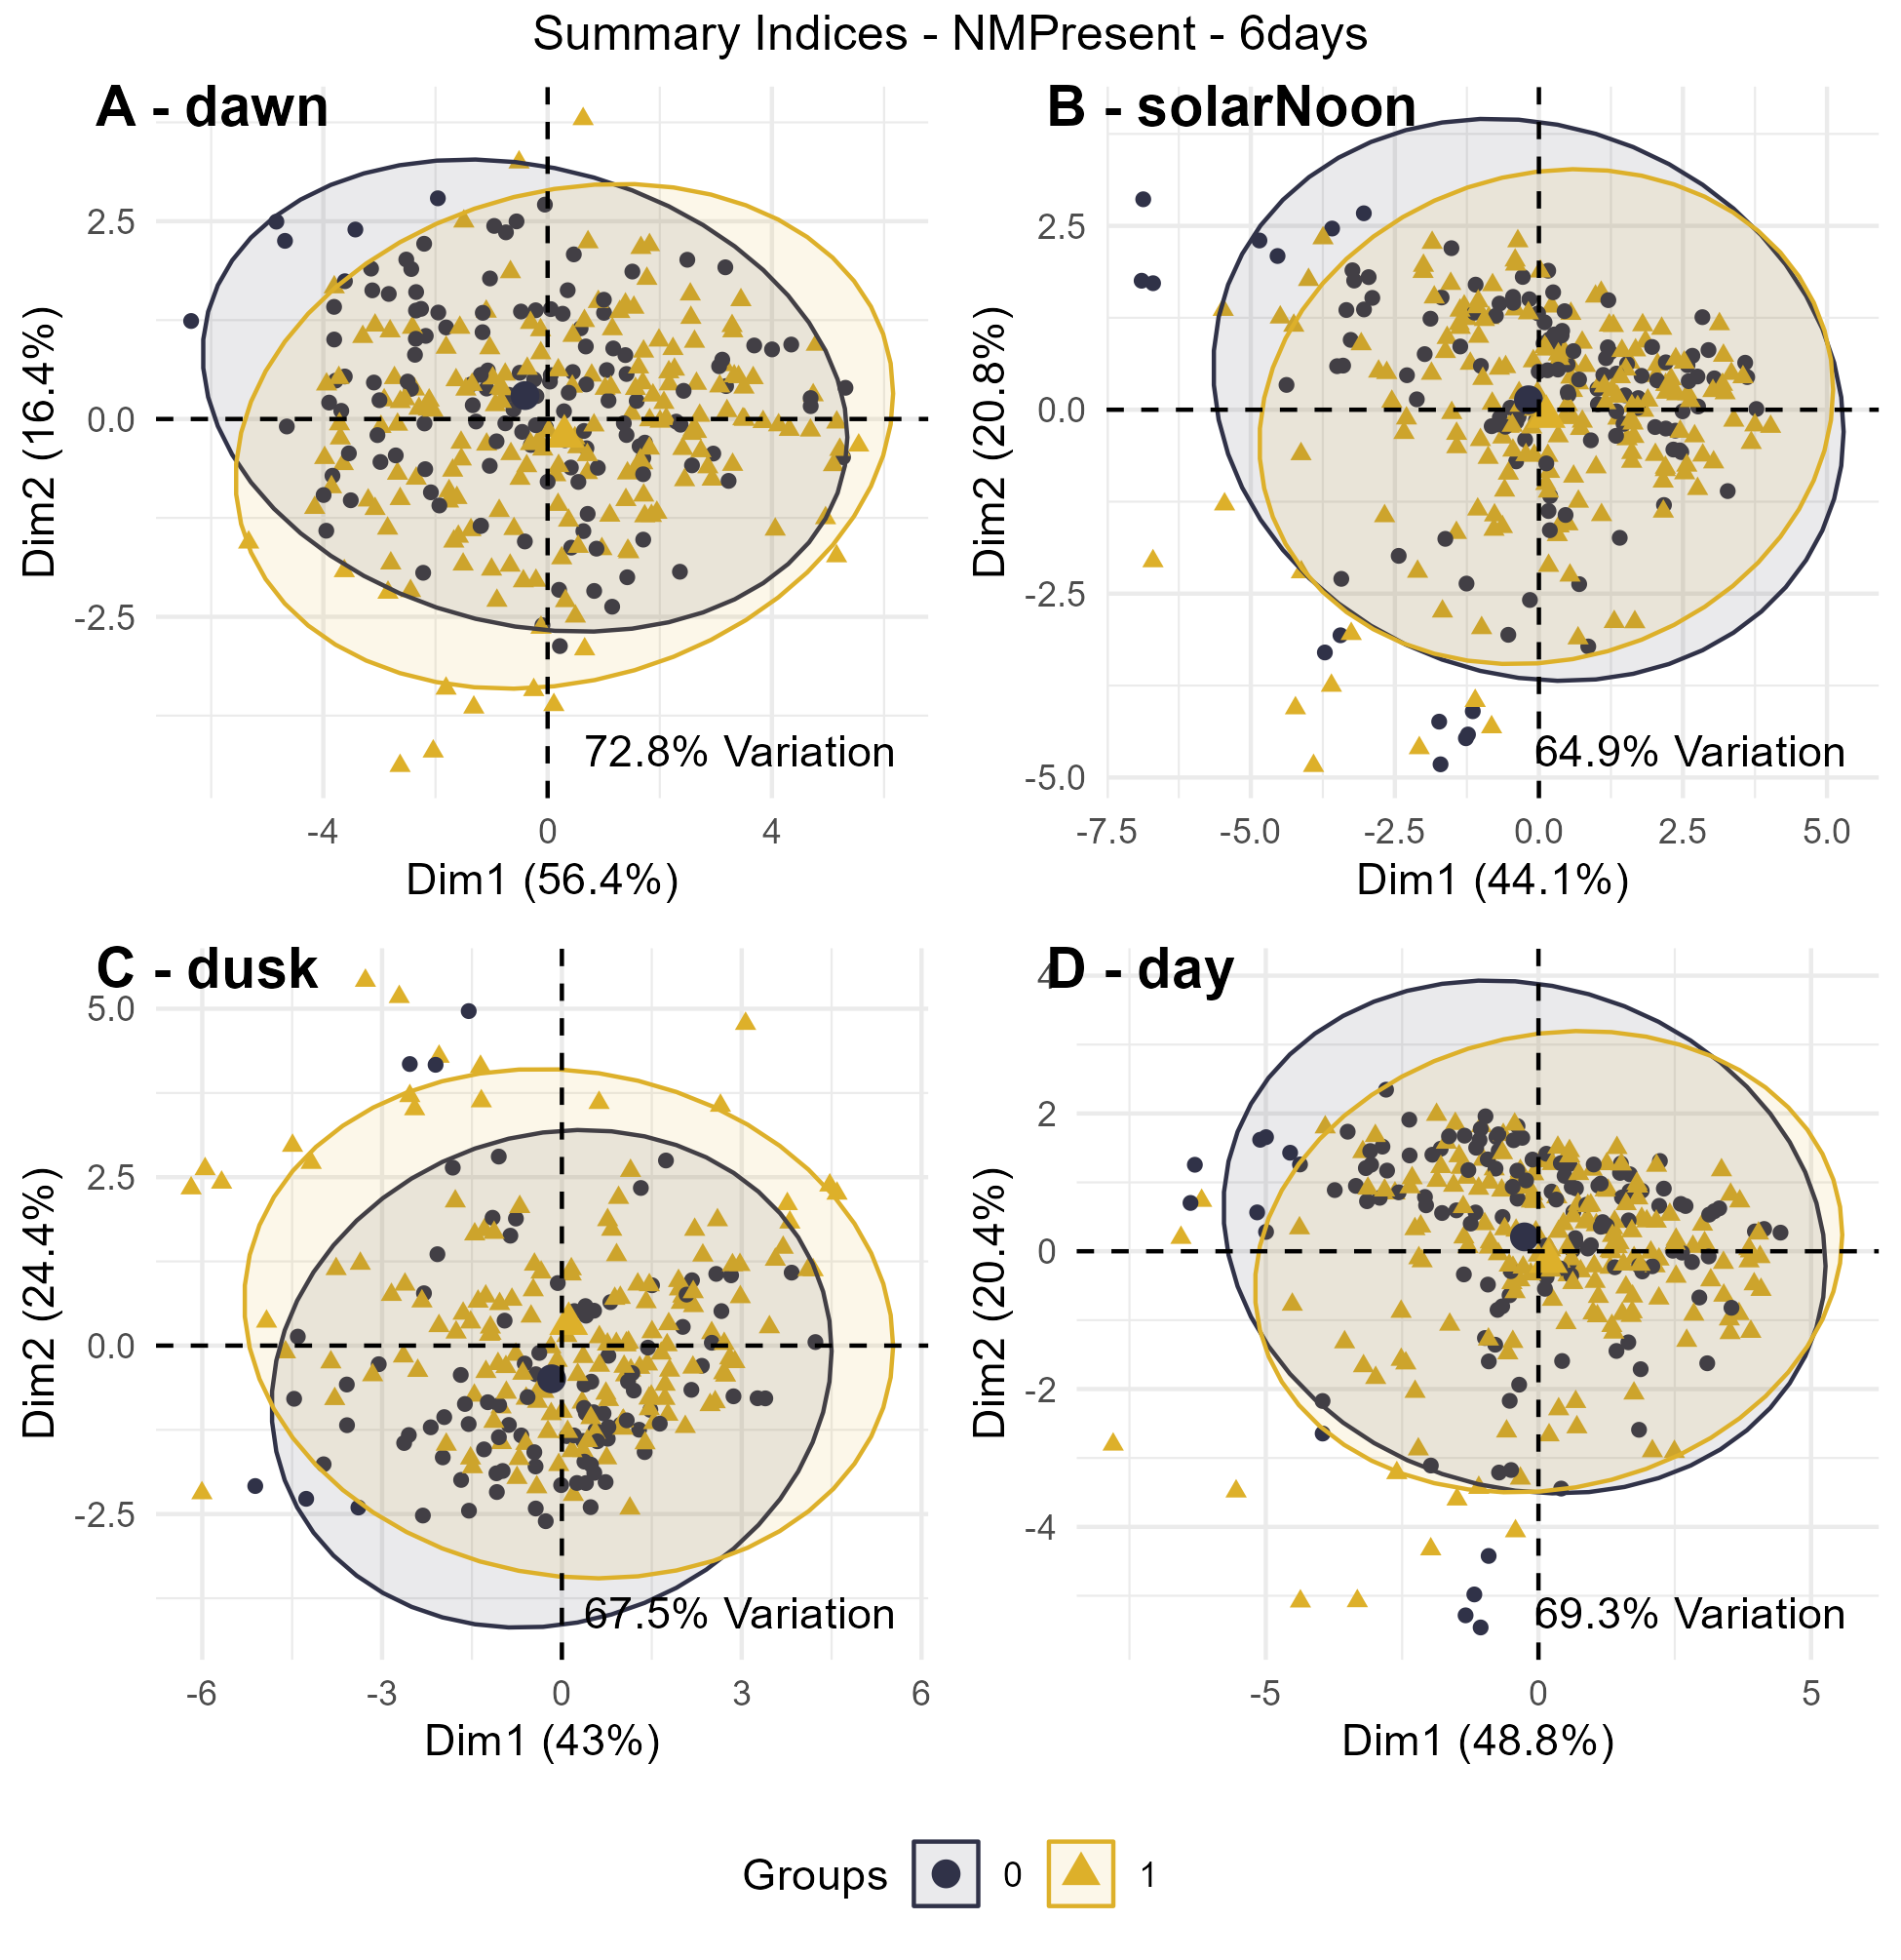 Summary Indices - NMPresent - 6days
A - dawn
2.5
0.0
-2.5
Dim2 (16.4%)
72.8% Variation
-4 0 4
Dim1 (56.4%)
B - solarNoon
2.5
0.0
-2.5
-5.0
Dim2 (20.8%)
64.9% Variation
-7.5 -5.0 -2.5 0.0 2.5 5.0
Dim1 (44.1%)
C - dusk
5.0
2.5
0.0
-2.5
Dim2 (24.4%)
67.5% Variation
-6 -3 0 3 6
Dim1 (43%)
D - day
4
2
0
-2
-4
Dim2 (20.4%)
69.3% Variation
-5 0 5
Dim1 (48.8%)
Groups 0 1